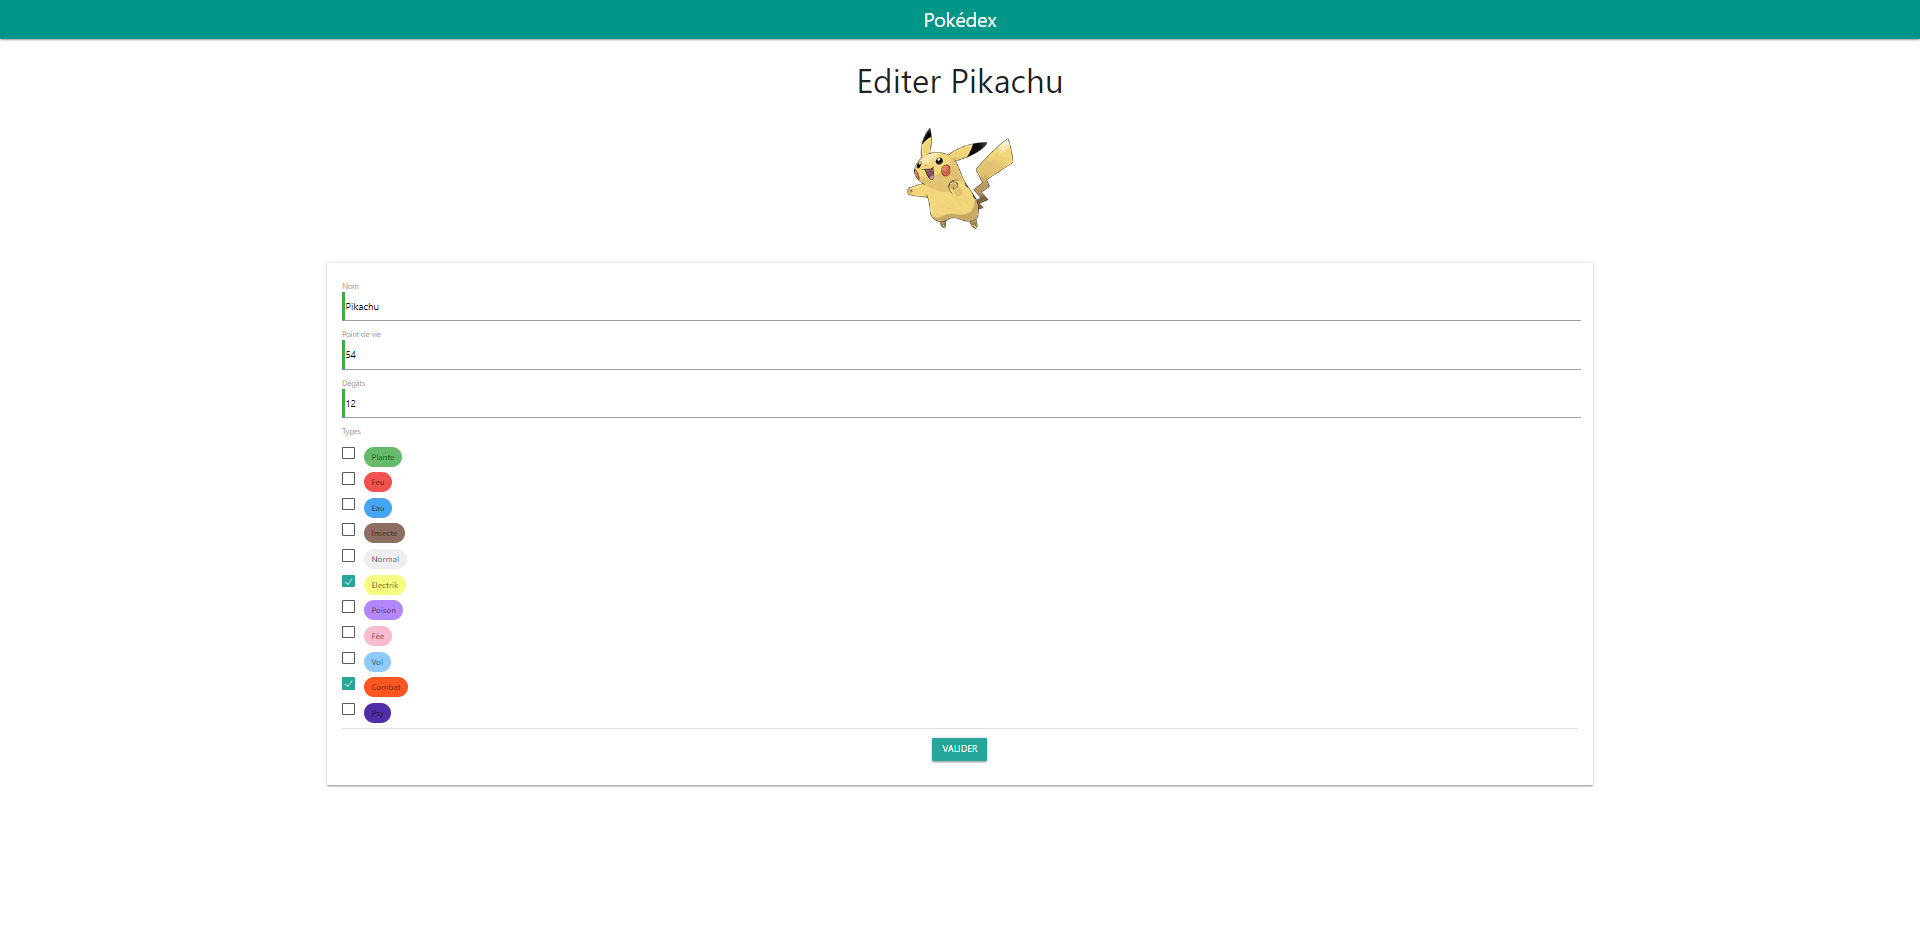 Pokédex
Editer Pikachu
Nom
Pikachu
Point de vie
54
Dégâts
12
Types
Plante
Feu
Eau
Insecte
Normal
Electrik
Poison
Fée
Vol
Combat
Psy
VALIDER